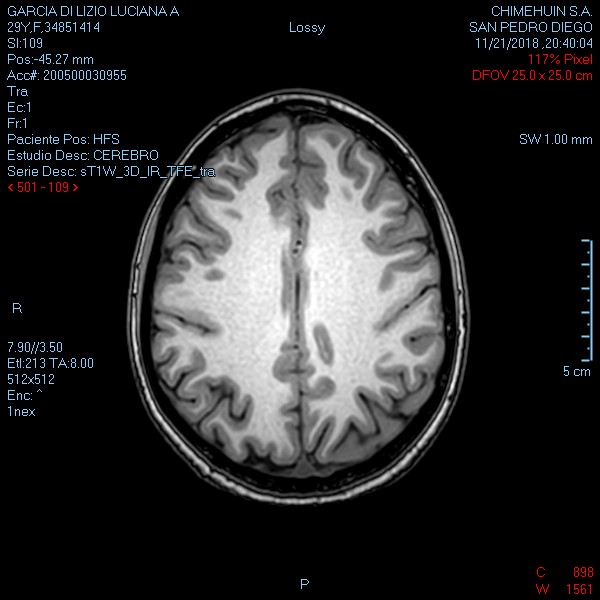 GARCIA DI LIZIO LUCIANA A
29Y,F,34851414
Sl:109
Pos:-45.27 mm
Acc#: 200500030955
Tra
Ec:1
Fr:1
Paciente Pos: HFS
Estudio Desc: CEREBRO
Serie Desc: sT1W_3D_IR_TFE_tra
< 501 - 109 >
Lossy
CHIMEHUIN S.A.
SAN PEDRO DIEGO
11/21/2018 ,20:40:04
117% Pixel
DFOV 25.0 x 25.0 cm
SW 1.00 mm
R
7.90//3.50
Etl:213 TA:8.00
512x512
Enc: ^
1nex
5 cm
P
C 898
W 1561